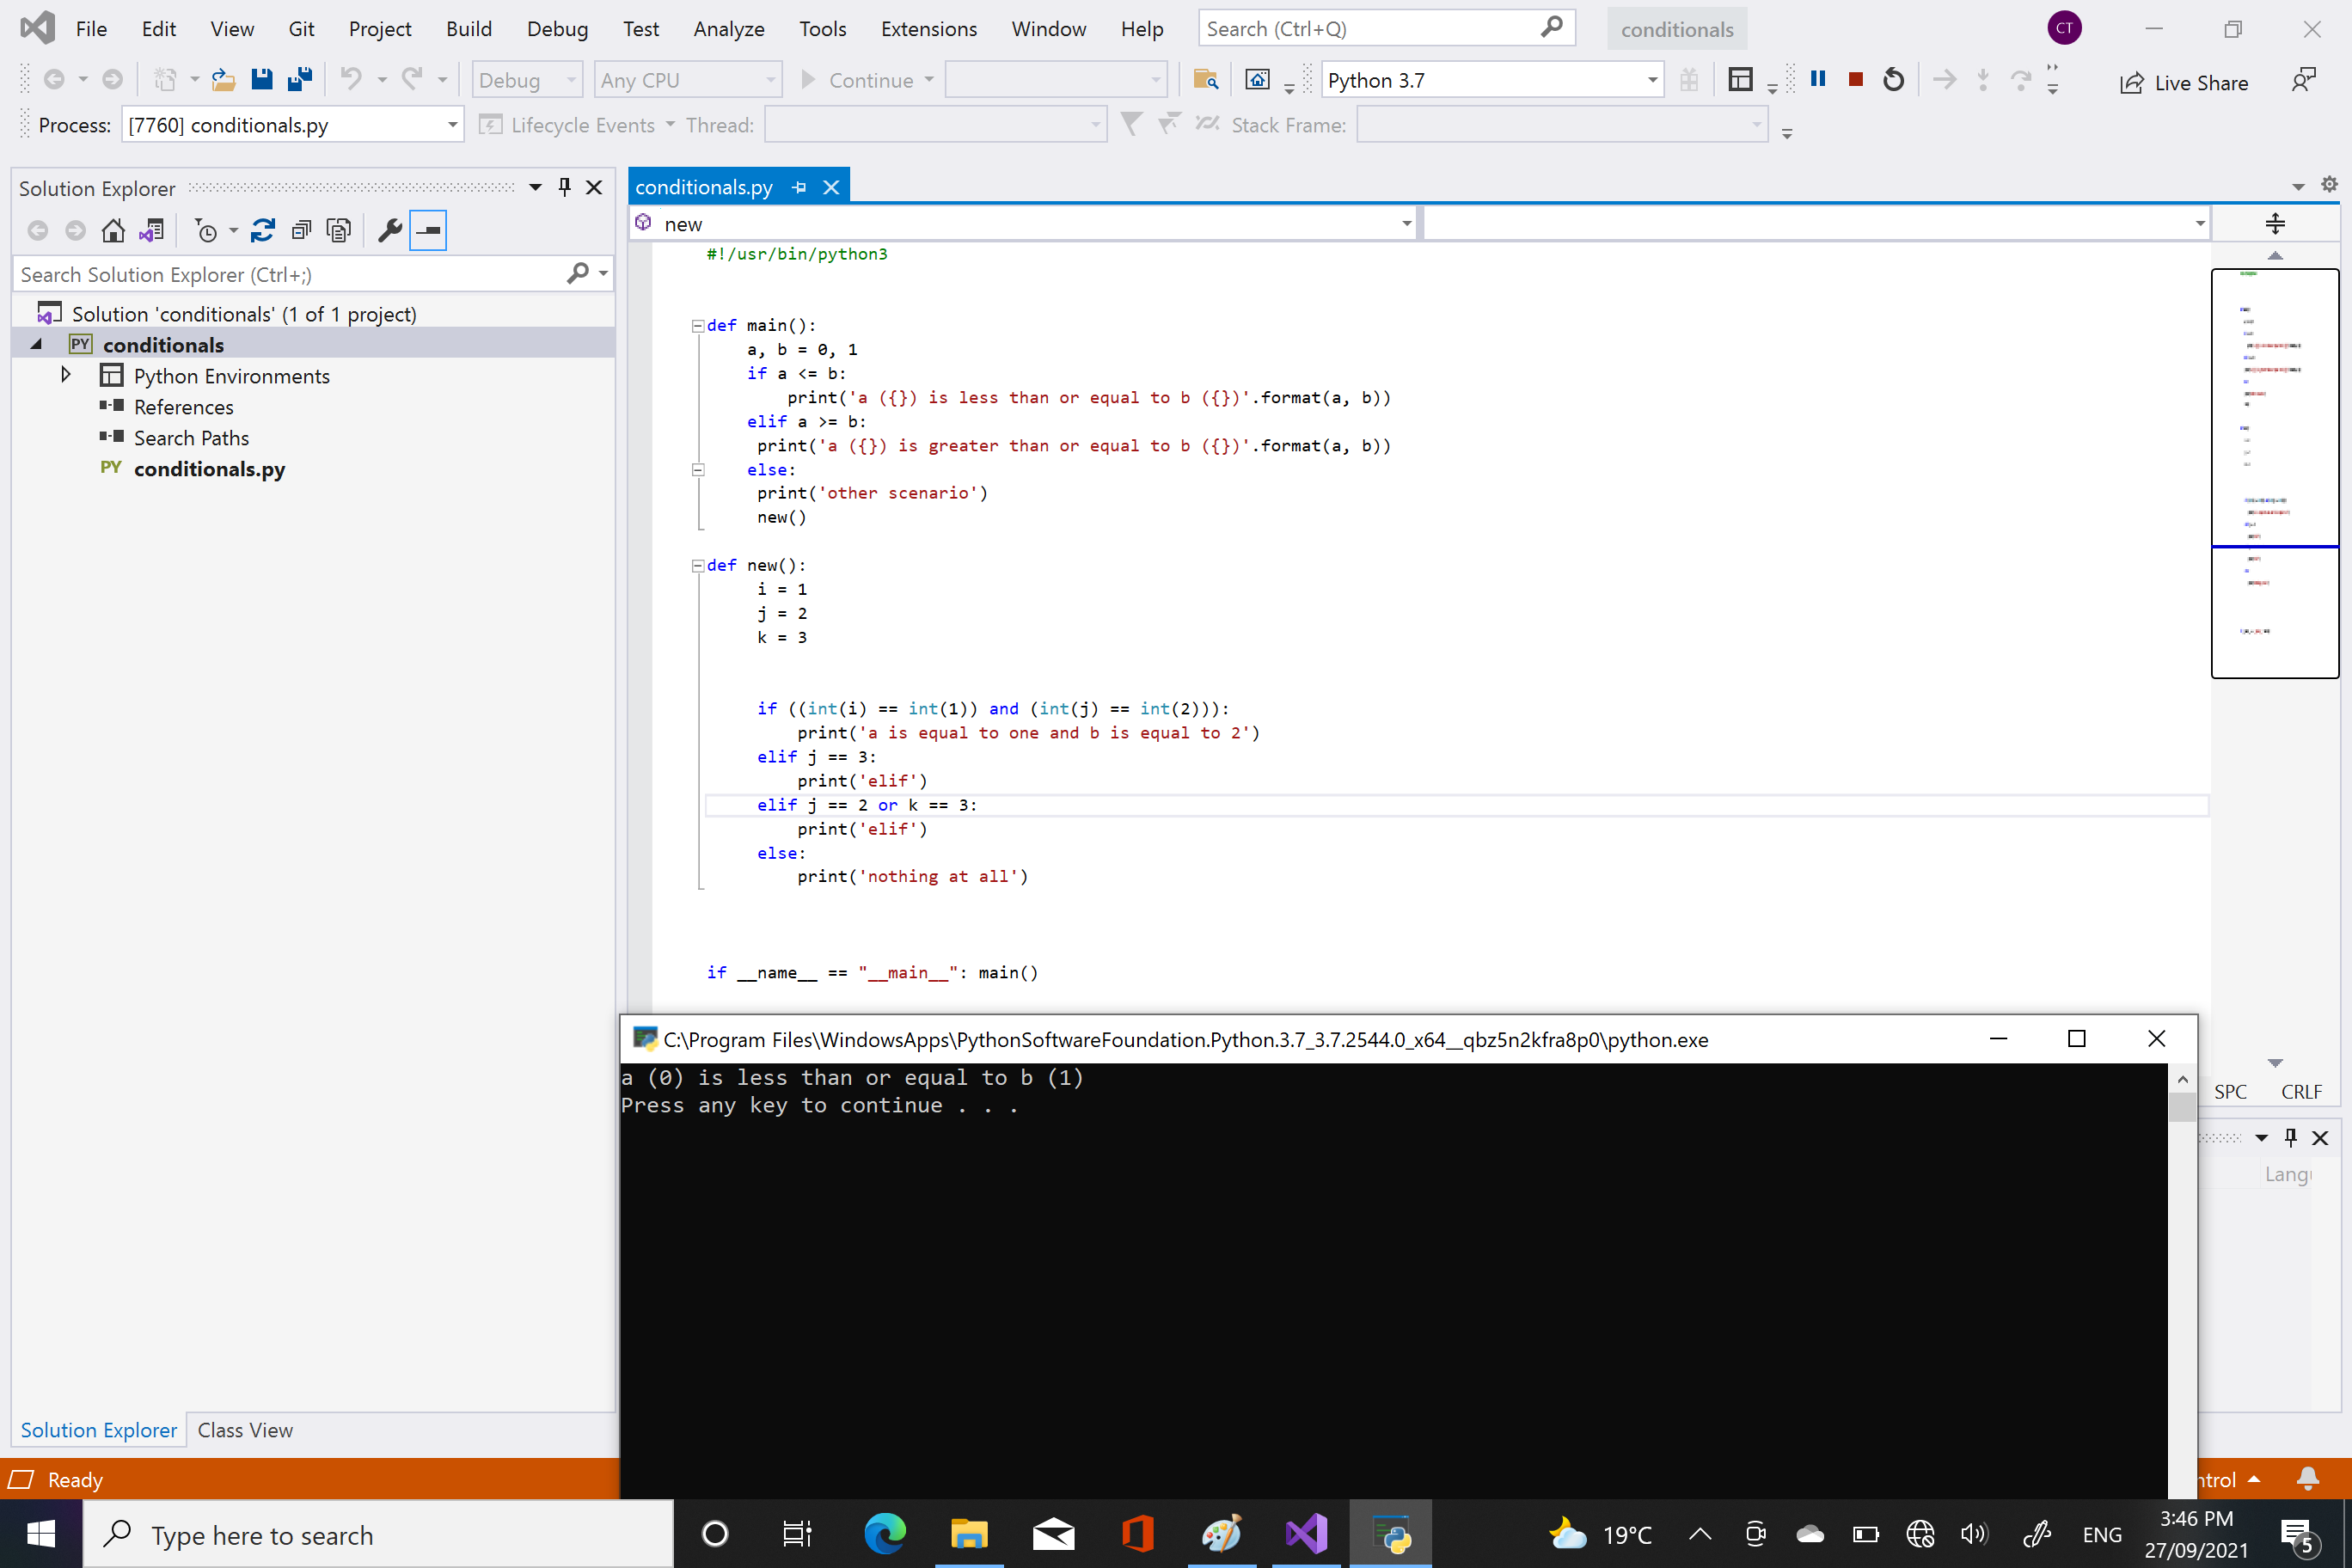 File Edit View Git Project Build Debug Test Analyze Tools Extensions Window Help Search (Ctrl+Q) conditionals CT
Debug Any CPU Continue Python 3.7 Live Share
Process: [7760] conditionals.py Lifecycle Events Thread: Stack Frame:
Solution Explorer
Search Solution Explorer (Ctrl+;)
Solution 'conditionals' (1 of 1 project)
PY conditionals
Python Environments
References
Search Paths
PY conditionals.py
conditionals.py
new
#!/usr/bin/python3
def main():
a, b = 0, 1
if a <= b:
print('a ({}) is less than or equal to b ({})'.format(a, b))
elif a >= b:
print('a ({}) is greater than or equal to b ({})'.format(a, b))
else:
print('other scenario')
new()
def new():
i = 1
j = 2
k = 3
if ((int(i) == int(1)) and (int(j) == int(2))):
print('a is equal to one and b is equal to 2')
elif j == 3:
print('elif')
elif j == 2 or k == 3:
print('elif')
else:
print('nothing at all')
if __name__ == "__main__": main()
SPC CRLF
C:\Program Files\WindowsApps\PythonSoftwareFoundation.Python.3.7_3.7.2544.0_x64__qbz5n2kfra8p0\python.exe
a (0) is less than or equal to b (1)
Press any key to continue . . .
Langu
Solution Explorer Class View
Ready
ntrol
Type here to search
19°C ENG
3:46 PM
27/09/2021
5